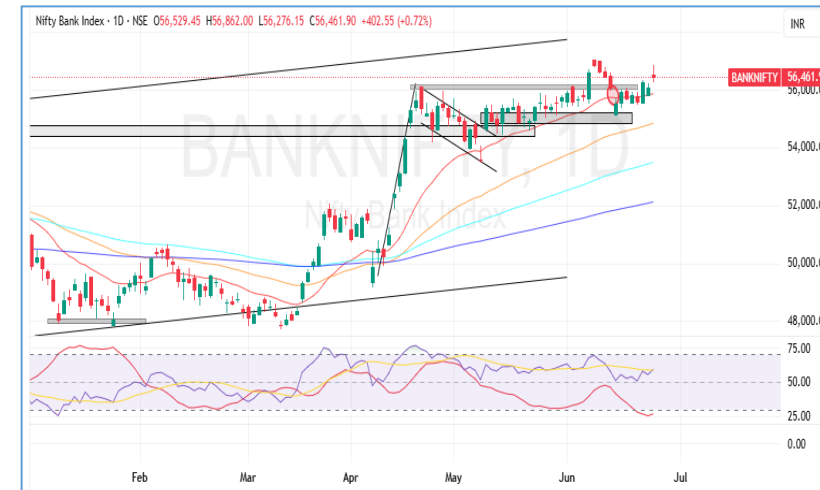 Nifty Bank Index · 1D · NSE O56,529.45 H56,862.00 L56,276.15 C56,461.90 +402.55 (+0.72%)
INR
BANKNIFTY 56,461.9
56,000.0
BANKNIFTY, 1D
54,000.0
Nifty Bank Index
52,000.0
50,000.0
48,000.0
75.00
50.00
25.00
0.00
Feb Mar Apr May Jun Jul